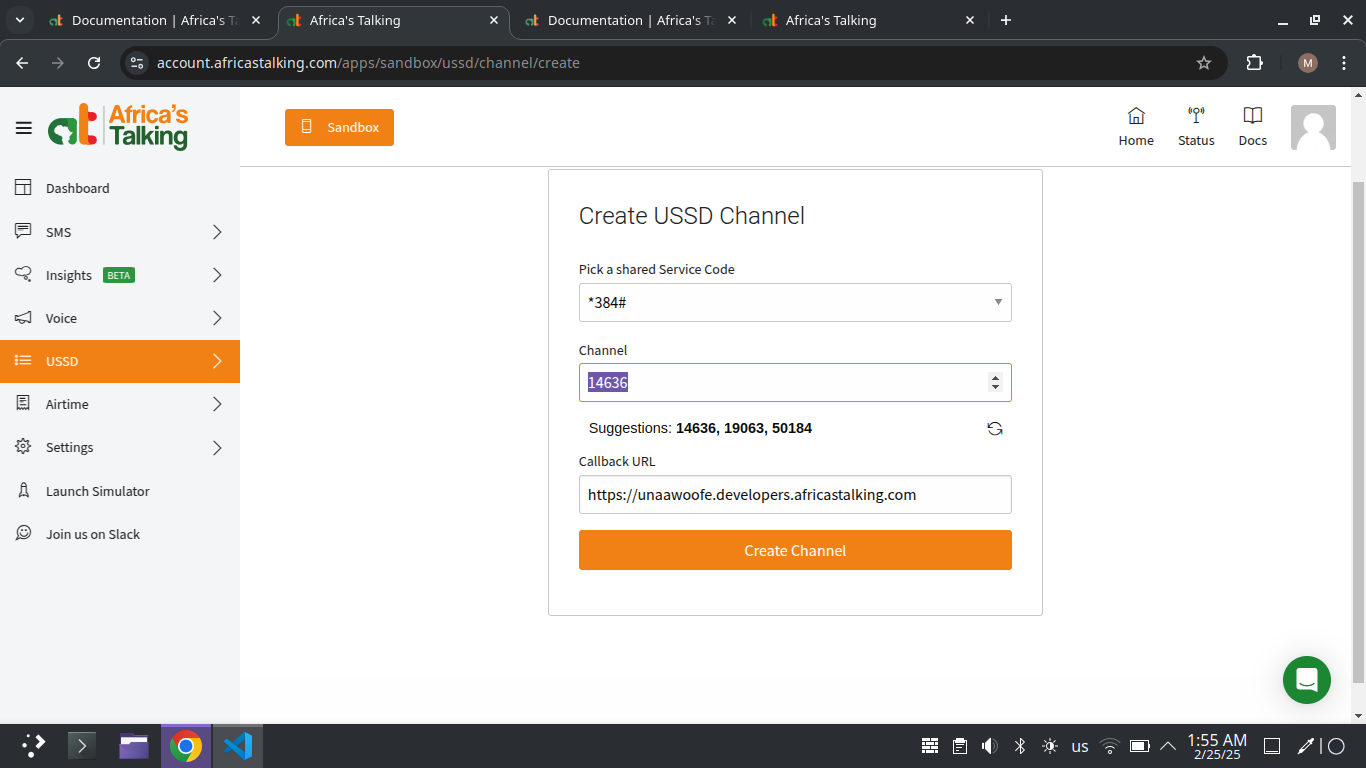 Documentation | Africa's Ta
Africa's Talking
Documentation | Africa's Ta
Africa's Talking
account.africastalking.com/apps/sandbox/ussd/channel/create
M
at Africa's Talking
Sandbox
Home
Status
Docs
Dashboard
SMS
Insights BETA
Voice
USSD
Airtime
Settings
Launch Simulator
Join us on Slack
Create USSD Channel
Pick a shared Service Code
*384#
Channel
14636
Suggestions: 14636, 19063, 50184
Callback URL
https://unaawoofe.developers.africastalking.com
Create Channel
us
1:55 AM
2/25/25